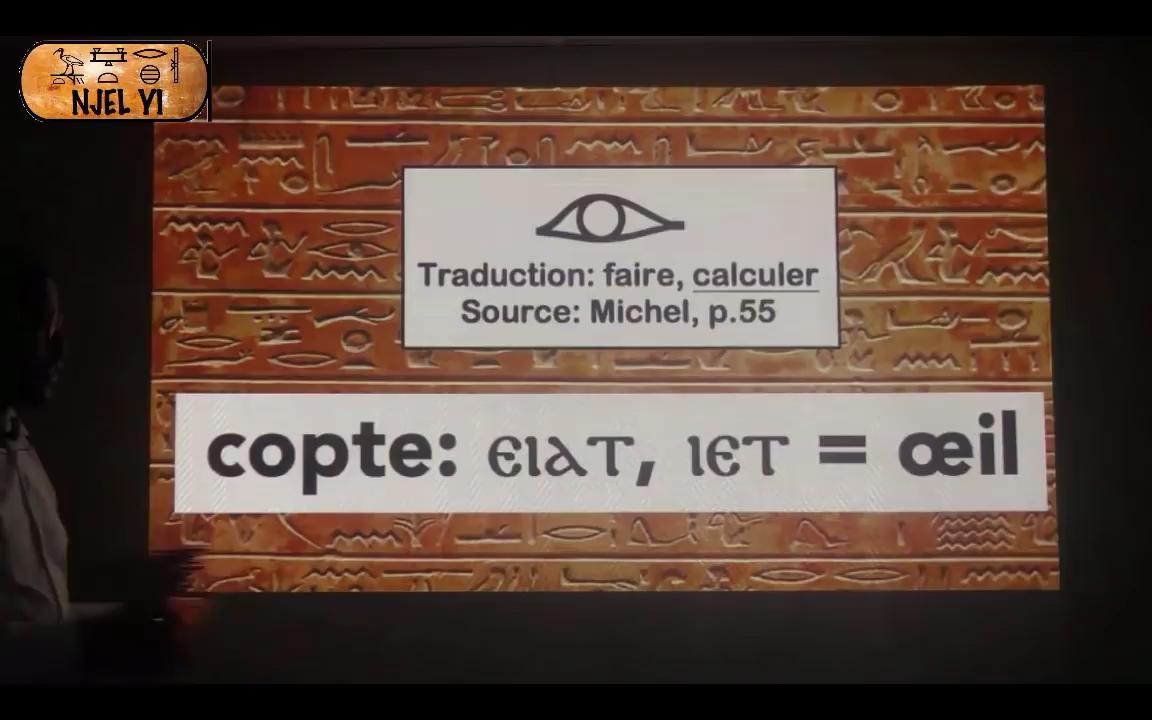 NJEL YI
Traduction: faire, calculer
Source: Michel, p.55
copte: ⲉⲓⲁⲧ, ⲓⲉⲧ = œil